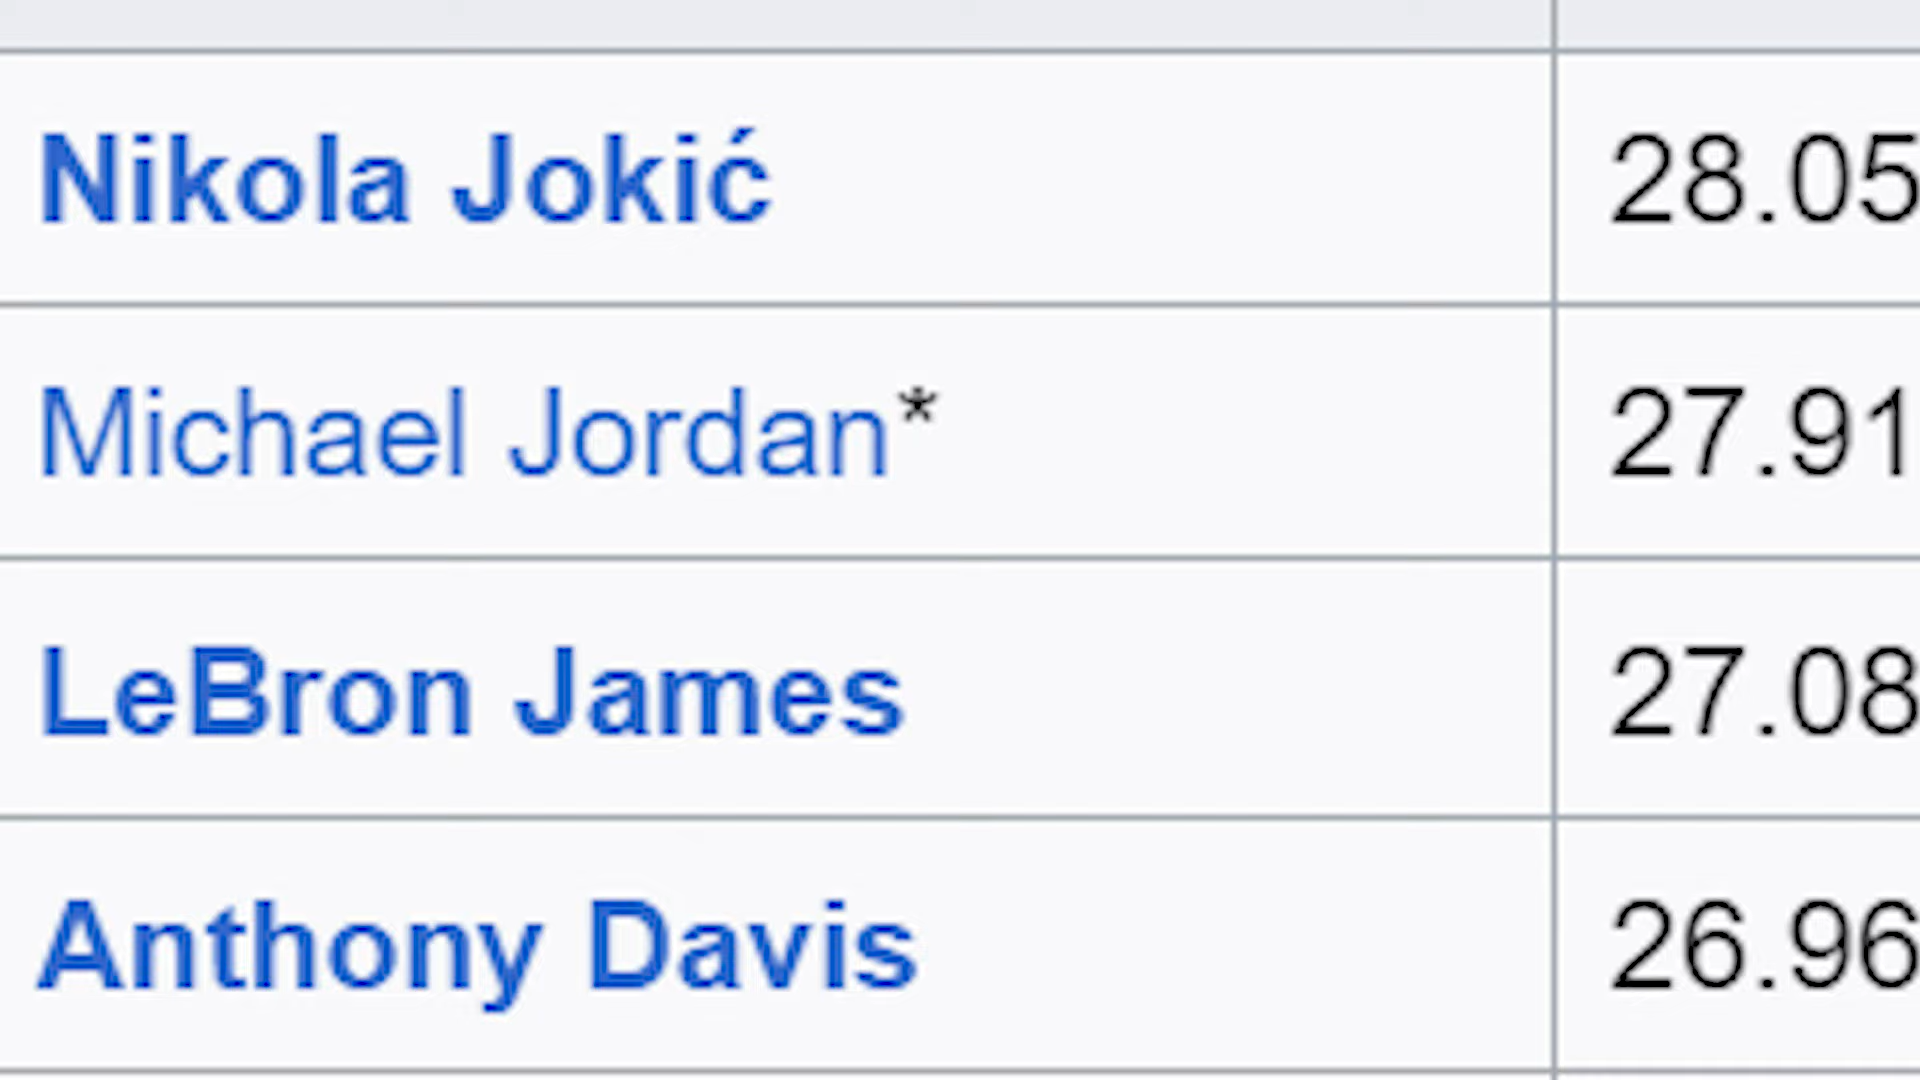 Nikola Jokić 28.05
Michael Jordan* 27.91
LeBron James 27.08
Anthony Davis 26.96